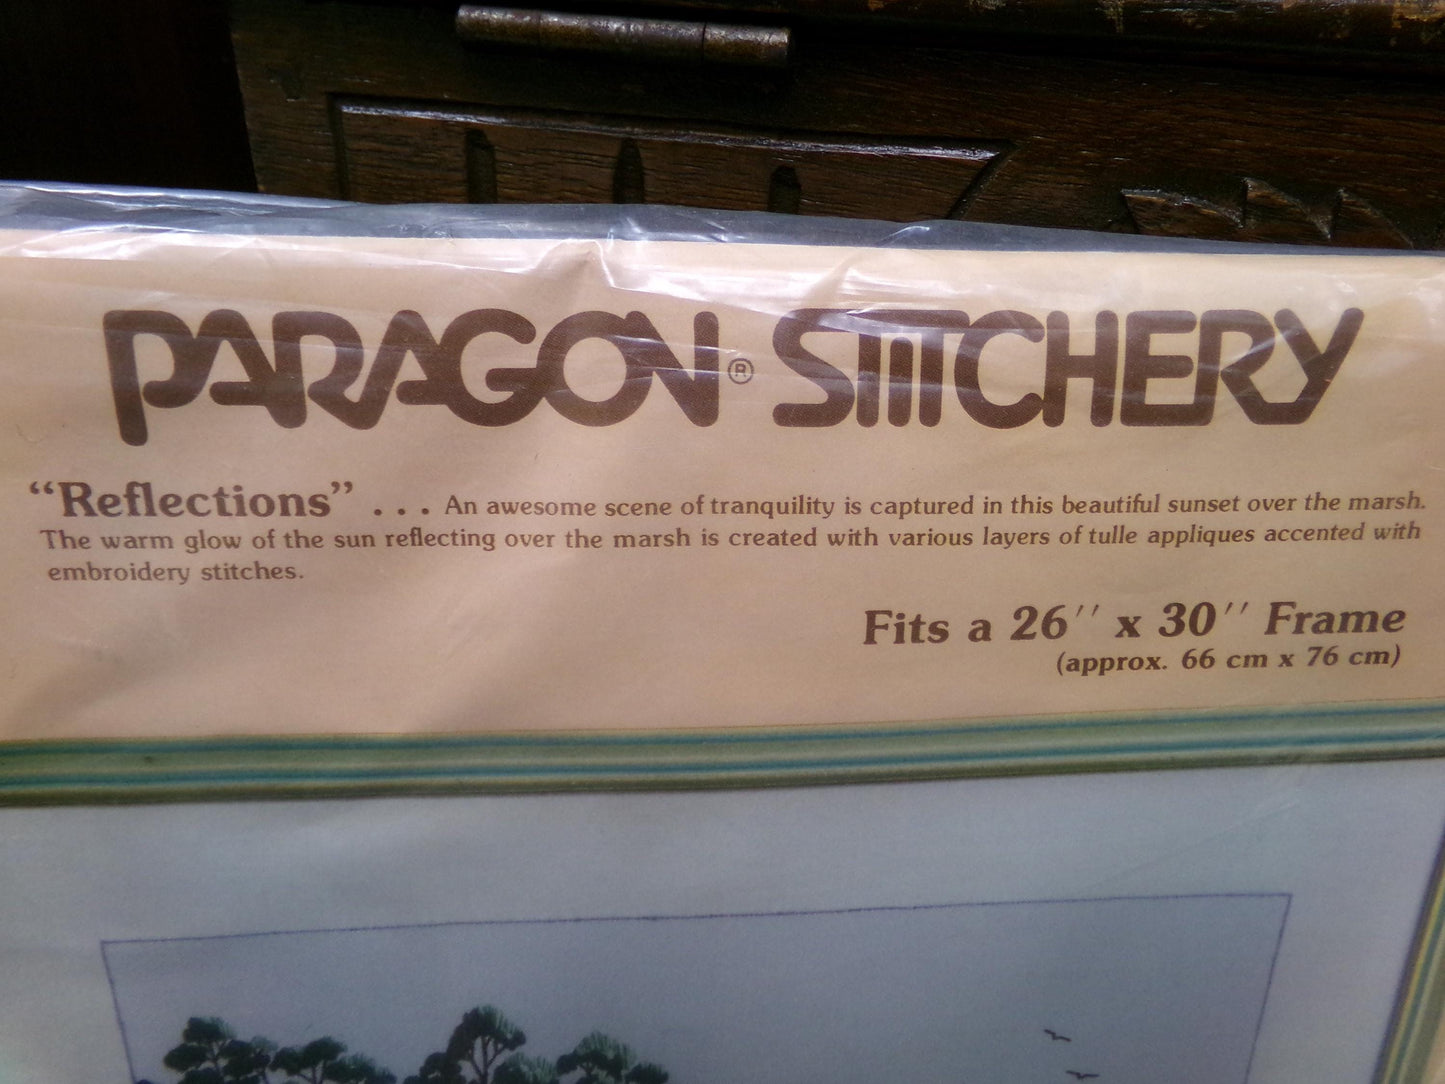 PARAGON® STITCHERY
“Reflections” . . . An awesome scene of tranquility is captured in this beautiful sunset over the marsh.
The warm glow of the sun reflecting over the marsh is created with various layers of tulle appliques accented with
embroidery stitches.
Fits a 26′′ x 30′′ Frame
(approx. 66 cm x 76 cm)